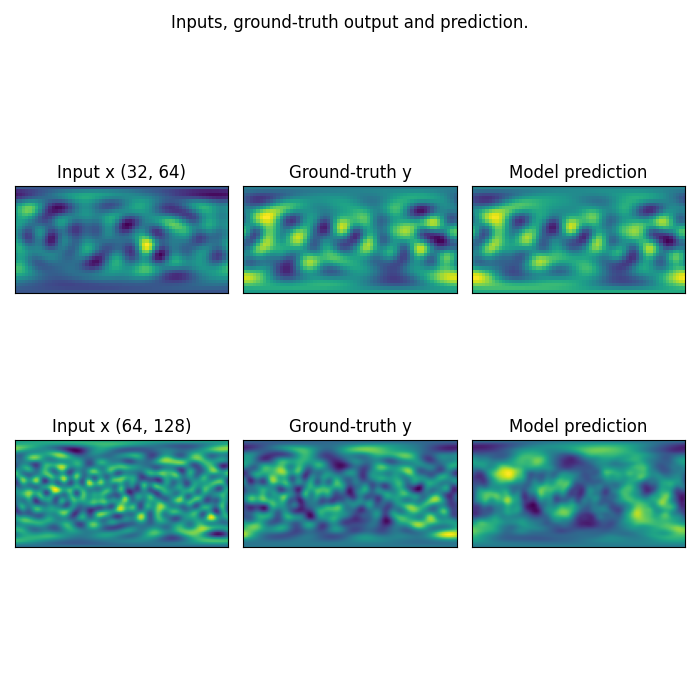 Inputs, ground-truth output and prediction.
Input x (32, 64)
Ground-truth y
Model prediction
Input x (64, 128)
Ground-truth y
Model prediction